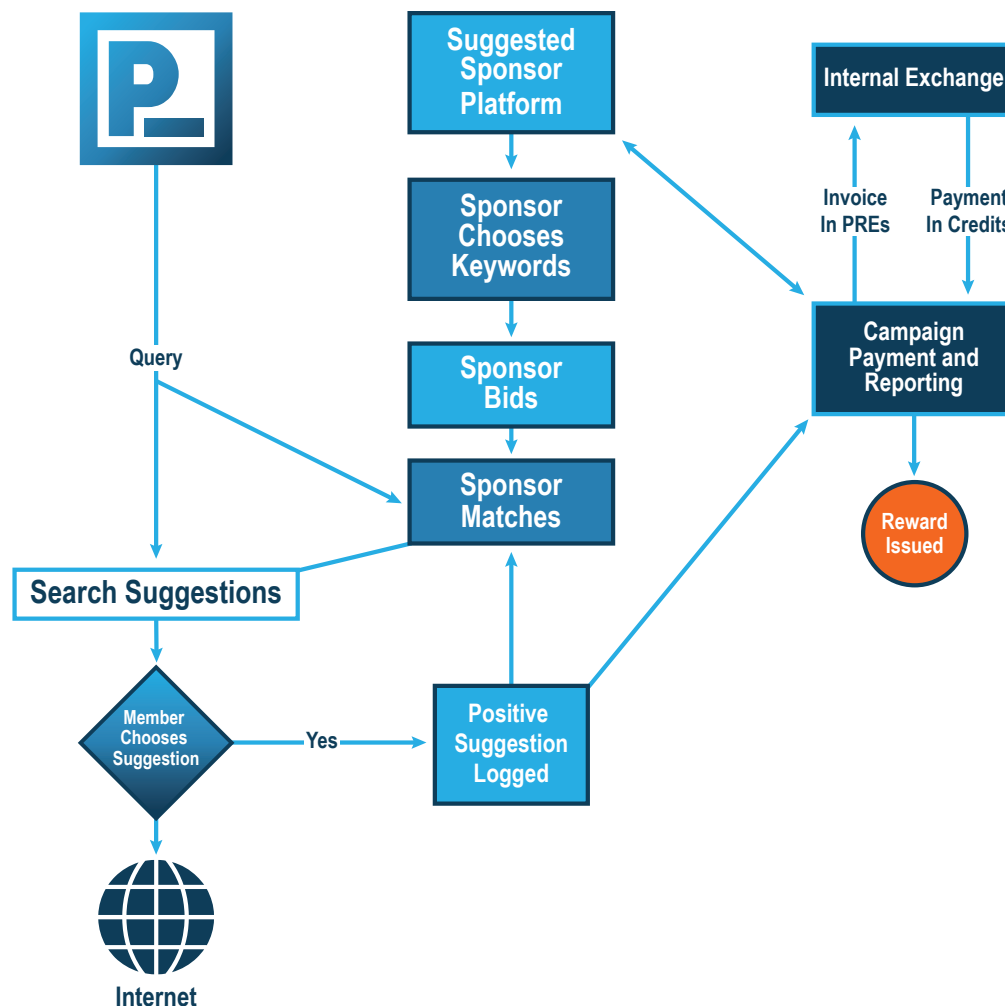 P
Suggested
Sponsor
Platform
Internal Exchange
Sponsor
Chooses
Keywords
Invoice
In PREs
Payment
In Credits
Query
Sponsor
Bids
Campaign
Payment and
Reporting
Sponsor
Matches
Reward
Issued
Search Suggestions
Member
Chooses
Suggestion
Yes
Positive
Suggestion
Logged
Internet